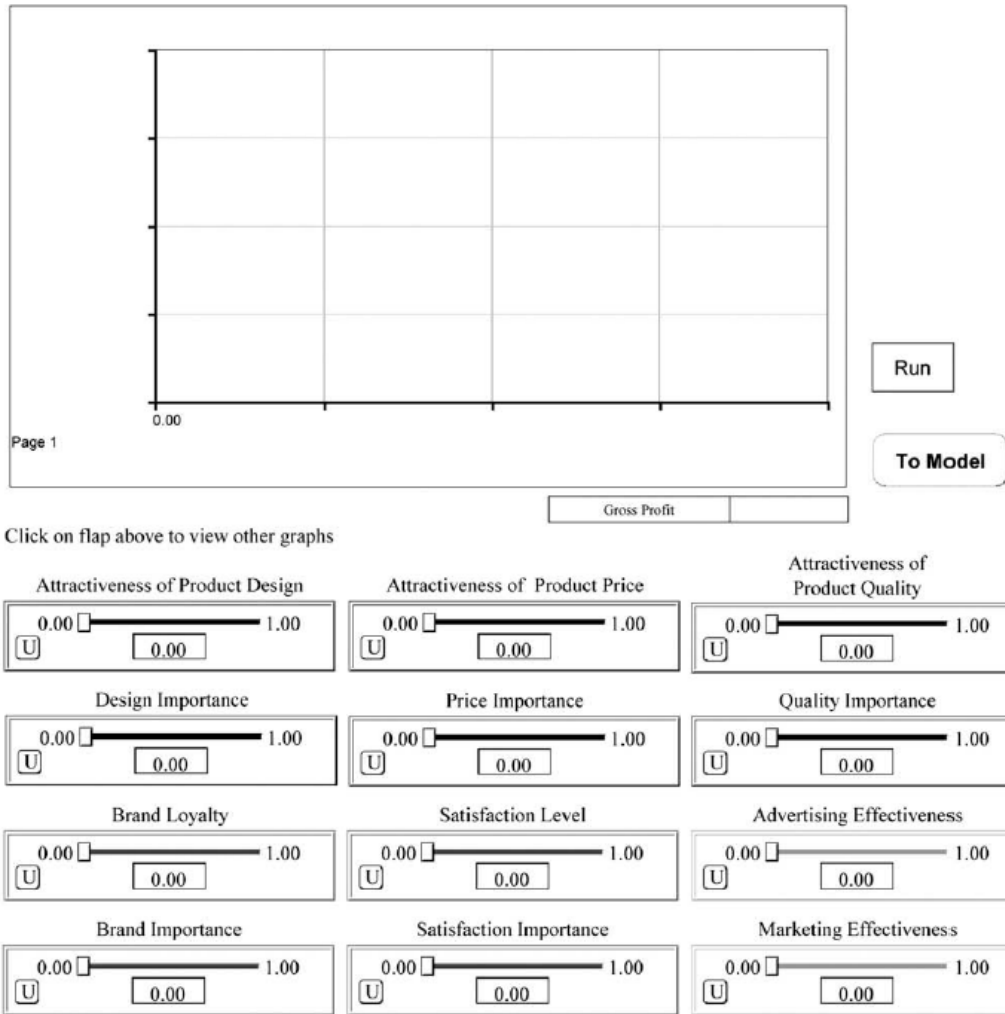 0.00
Page 1
Run
To Model
Gross Profit
Click on flap above to view other graphs
Attractiveness of Product Design
Attractiveness of Product Price
Attractiveness of
Product Quality
0.00 1.00
U 0.00
0.00 1.00
U 0.00
0.00 1.00
U 0.00
Design Importance
Price Importance
Quality Importance
0.00 1.00
U 0.00
0.00 1.00
U 0.00
0.00 1.00
U 0.00
Brand Loyalty
Satisfaction Level
Advertising Effectiveness
0.00 1.00
U 0.00
0.00 1.00
U 0.00
0.00 1.00
U 0.00
Brand Importance
Satisfaction Importance
Marketing Effectiveness
0.00 1.00
U 0.00
0.00 1.00
U 0.00
0.00 1.00
U 0.00